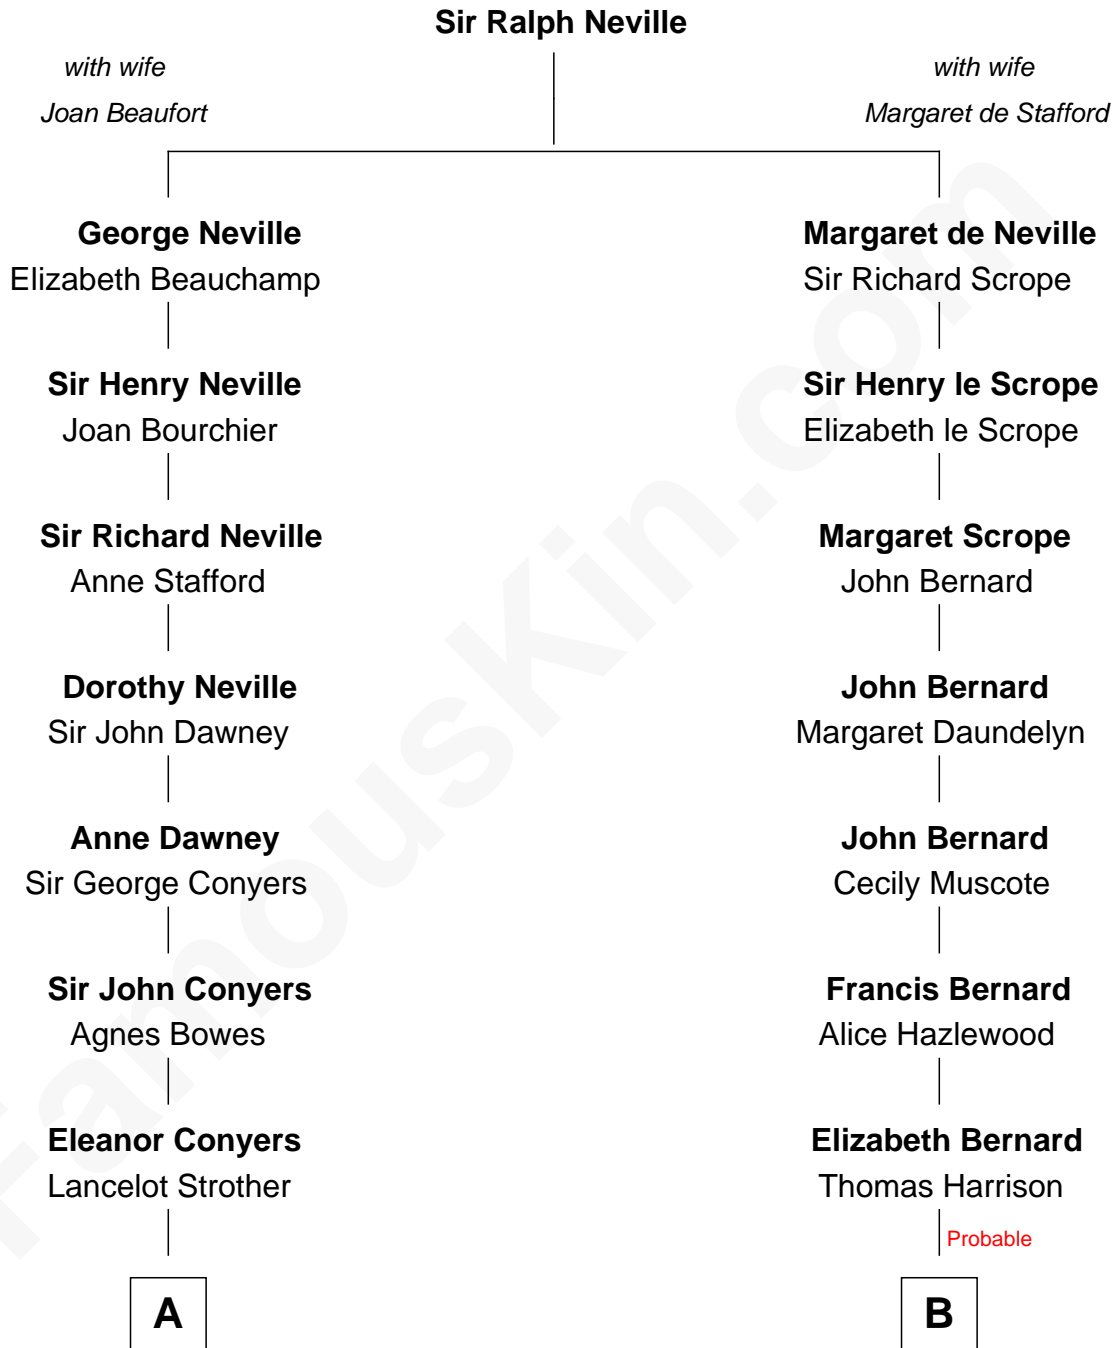 Sir Ralph Neville
with wife
Joan Beaufort
with wife
Margaret de Stafford
George Neville
Elizabeth Beauchamp
Margaret de Neville
Sir Richard Scrope
Sir Henry Neville
Joan Bourchier
Sir Henry le Scrope
Elizabeth le Scrope
Sir Richard Neville
Anne Stafford
Margaret Scrope
John Bernard
Dorothy Neville
Sir John Dawney
John Bernard
Margaret Daundelyn
Anne Dawney
Sir George Conyers
John Bernard
Cecily Muscote
Sir John Conyers
Agnes Bowes
Francis Bernard
Alice Hazlewood
Eleanor Conyers
Lancelot Strother
Elizabeth Bernard
Thomas Harrison
Probable
A
B
FamousKin.com